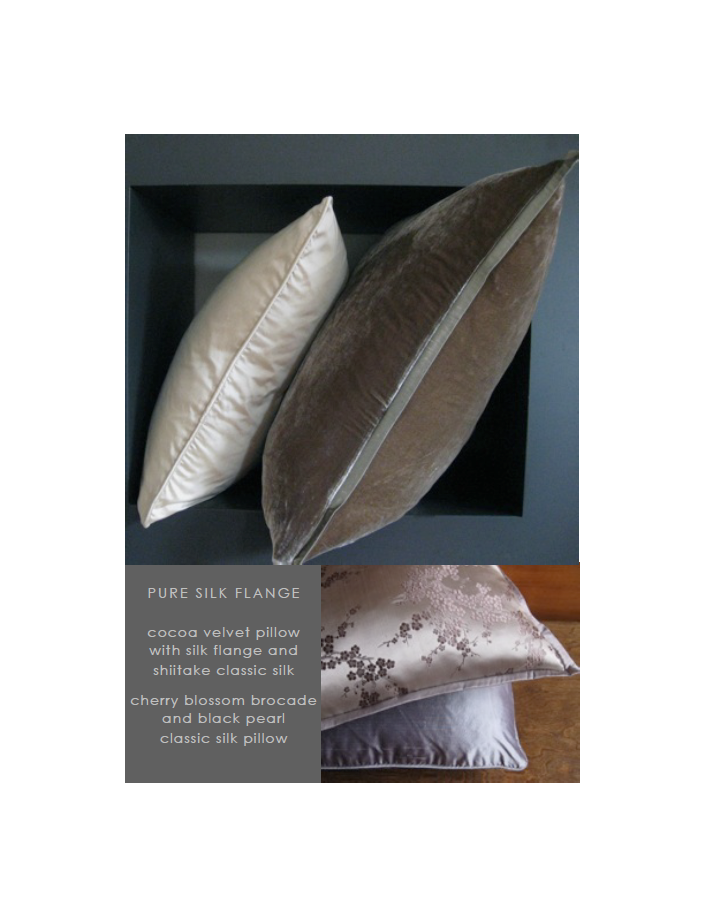 PURE SILK FLANGE
cocoa velvet pillow
with silk flange and
shiitake classic silk
cherry blossom brocade
and black pearl
classic silk pillow